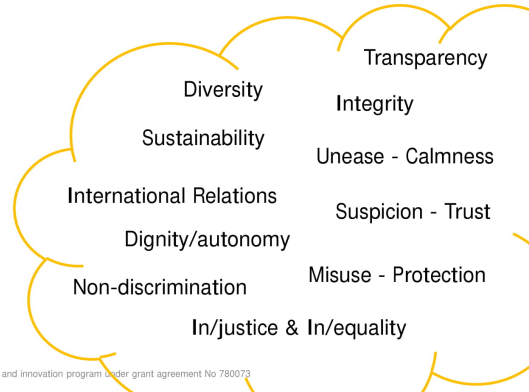 Transparency
Diversity
Integrity
Sustainability
Unease - Calmness
International Relations
Suspicion - Trust
Dignity/autonomy
Misuse - Protection
Non-discrimination
In/justice & In/equality
and innovation program under grant agreement No 780073